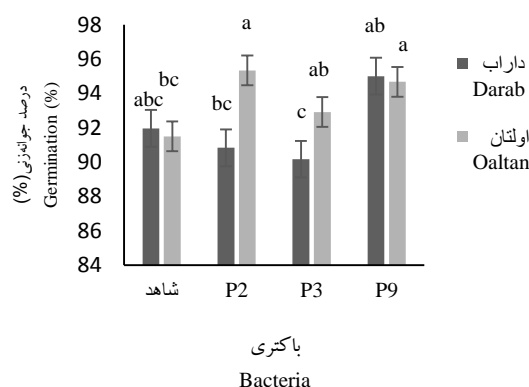 98
96
94
92
90
88
86
84
درصد جوانه‌زنی(%)
Germination (%)
abc
bc
bc
a
c
ab
ab
a
شاهد
P2
P3
P9
باکتری
Bacteria
داراب
Darab
اولتان
Oaltan